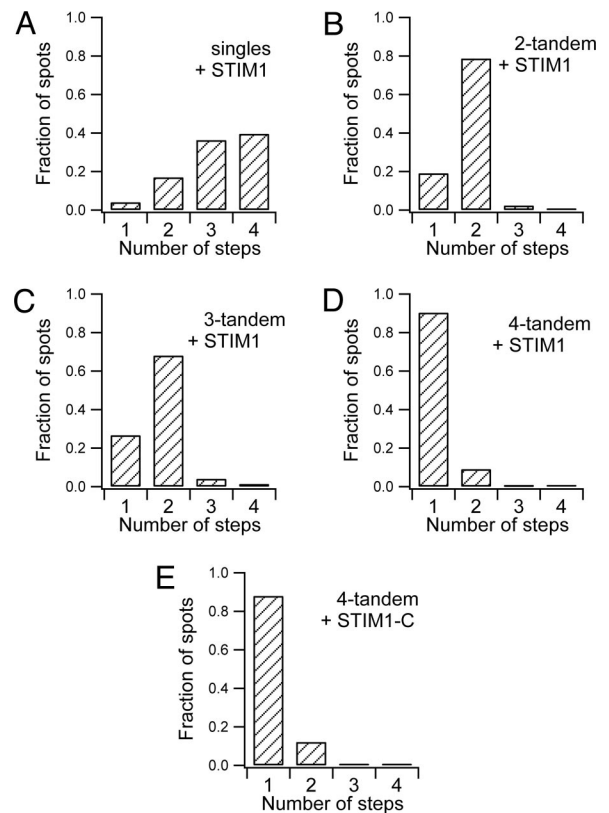 A
singles
+ STIM1
Fraction of spots
1.0
0.8
0.6
0.4
0.2
0.0
1 2 3 4
Number of steps
B
2-tandem
+ STIM1
Fraction of spots
1.0
0.8
0.6
0.4
0.2
0.0
1 2 3 4
Number of steps
C
3-tandem
+ STIM1
Fraction of spots
1.0
0.8
0.6
0.4
0.2
0.0
1 2 3 4
Number of steps
D
4-tandem
+ STIM1
Fraction of spots
1.0
0.8
0.6
0.4
0.2
0.0
1 2 3 4
Number of steps
E
4-tandem
+ STIM1-C
Fraction of spots
1.0
0.8
0.6
0.4
0.2
0.0
1 2 3 4
Number of steps